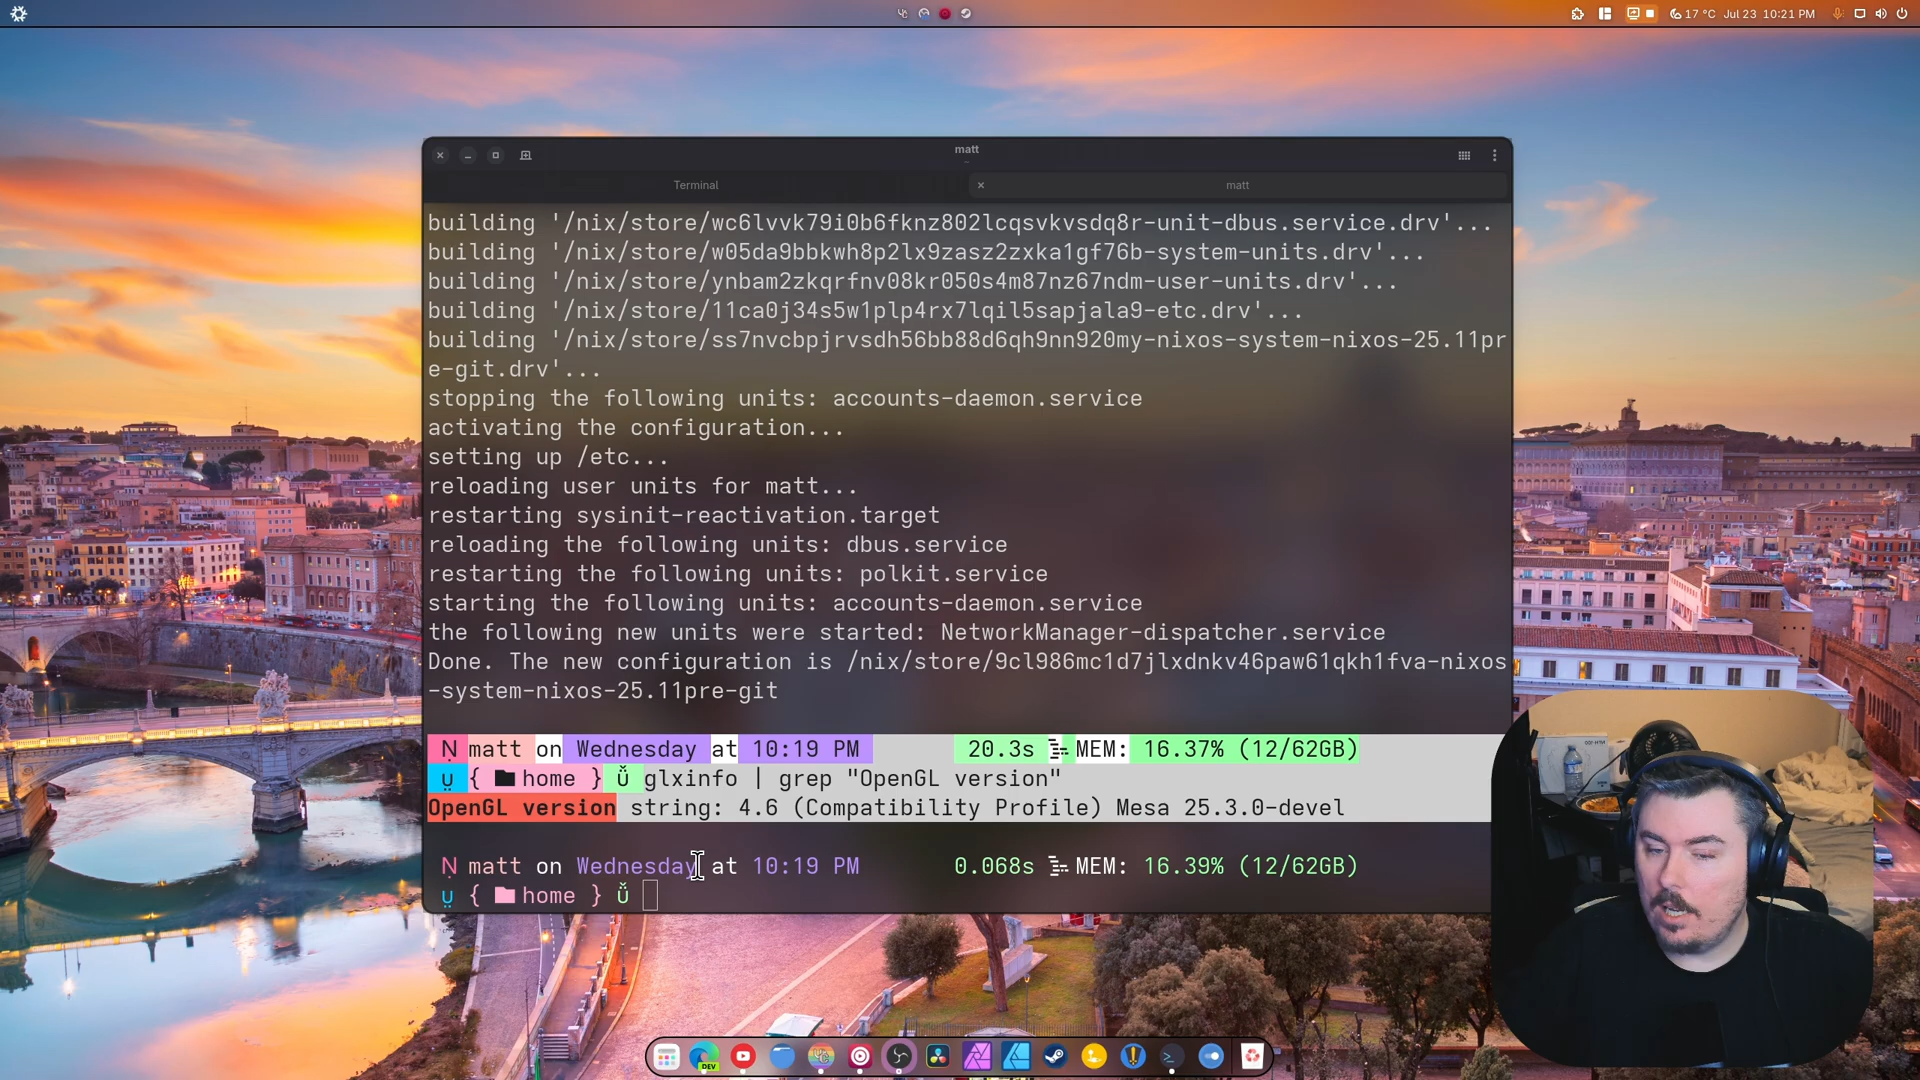 17 °C Jul 23 10:21 PM
matt
Terminal
matt
building '/nix/store/wc6lvvk79i0b6fknz802lcqsvkvsdq8r-unit-dbus.service.drv'...
building '/nix/store/w05da9bbkwh8p2lx9zasz2zxka1gf76b-system-units.drv'...
building '/nix/store/ynbam2zkqrfnv08kr050s4m87nz67ndm-user-units.drv'...
building '/nix/store/11ca0j34s5w1plp4rx7lqil5sapjala9-etc.drv'...
building '/nix/store/ss7nvcbpjrvsdh56bb88d6qh9nn920my-nixos-system-nixos-25.11pr
e-git.drv'...
stopping the following units: accounts-daemon.service
activating the configuration...
setting up /etc...
reloading user units for matt...
restarting sysinit-reactivation.target
reloading the following units: dbus.service
restarting the following units: polkit.service
starting the following units: accounts-daemon.service
the following new units were started: NetworkManager-dispatcher.service
Done. The new configuration is /nix/store/9cl986mc1d7jlxdnkv46paw61qkh1fva-nixos
-system-nixos-25.11pre-git
Ṇ matt on Wednesday at 10:19 PM 20.3s MEM: 16.37% (12/62GB)
ṳ { home } ǔ glxinfo | grep "OpenGL version"
OpenGL version string: 4.6 (Compatibility Profile) Mesa 25.3.0-devel
Ṇ matt on Wednesday at 10:19 PM 0.068s MEM: 16.39% (12/62GB)
ṳ { home } ǔ
DEV